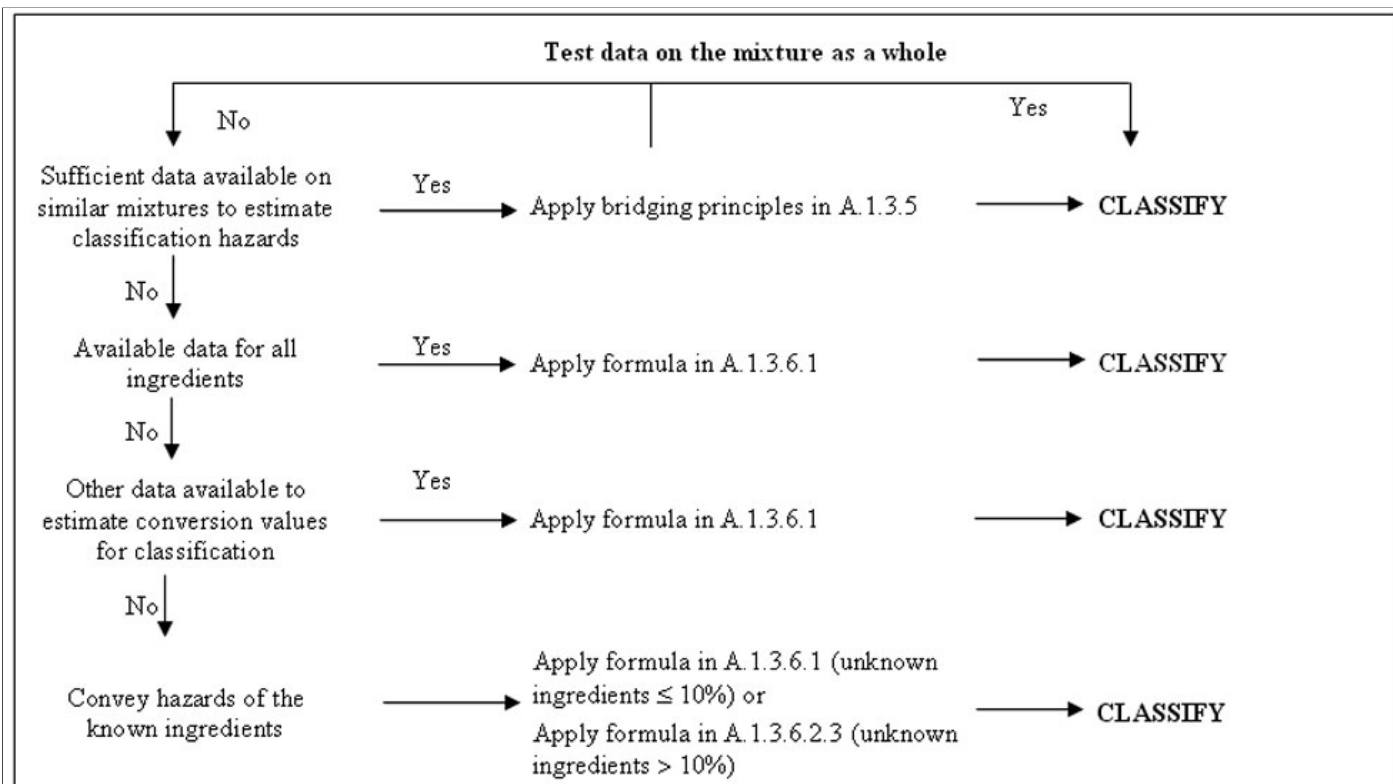 Test data on the mixture as a whole
No
Yes
Sufficient data available on
similar mixtures to estimate
classification hazards
Yes
Apply bridging principles in A.1.3.5
CLASSIFY
No
Available data for all
ingredients
Yes
Apply formula in A.1.3.6.1
CLASSIFY
No
Other data available to
estimate conversion values
for classification
Yes
Apply formula in A.1.3.6.1
CLASSIFY
No
Convey hazards of the
known ingredients
Apply formula in A.1.3.6.1 (unknown
ingredients ≤ 10%) or
Apply formula in A.1.3.6.2.3 (unknown
ingredients > 10%)
CLASSIFY